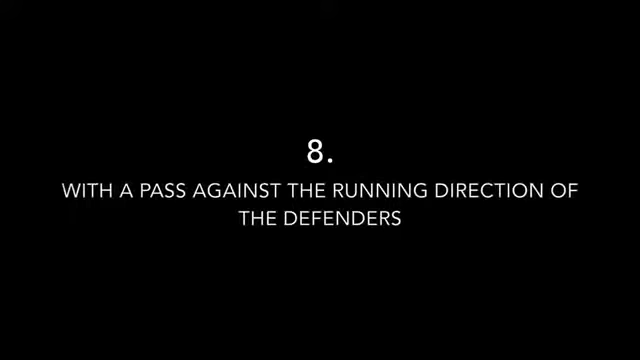 8.
WITH A PASS AGAINST THE RUNNING DIRECTION OF
THE DEFENDERS